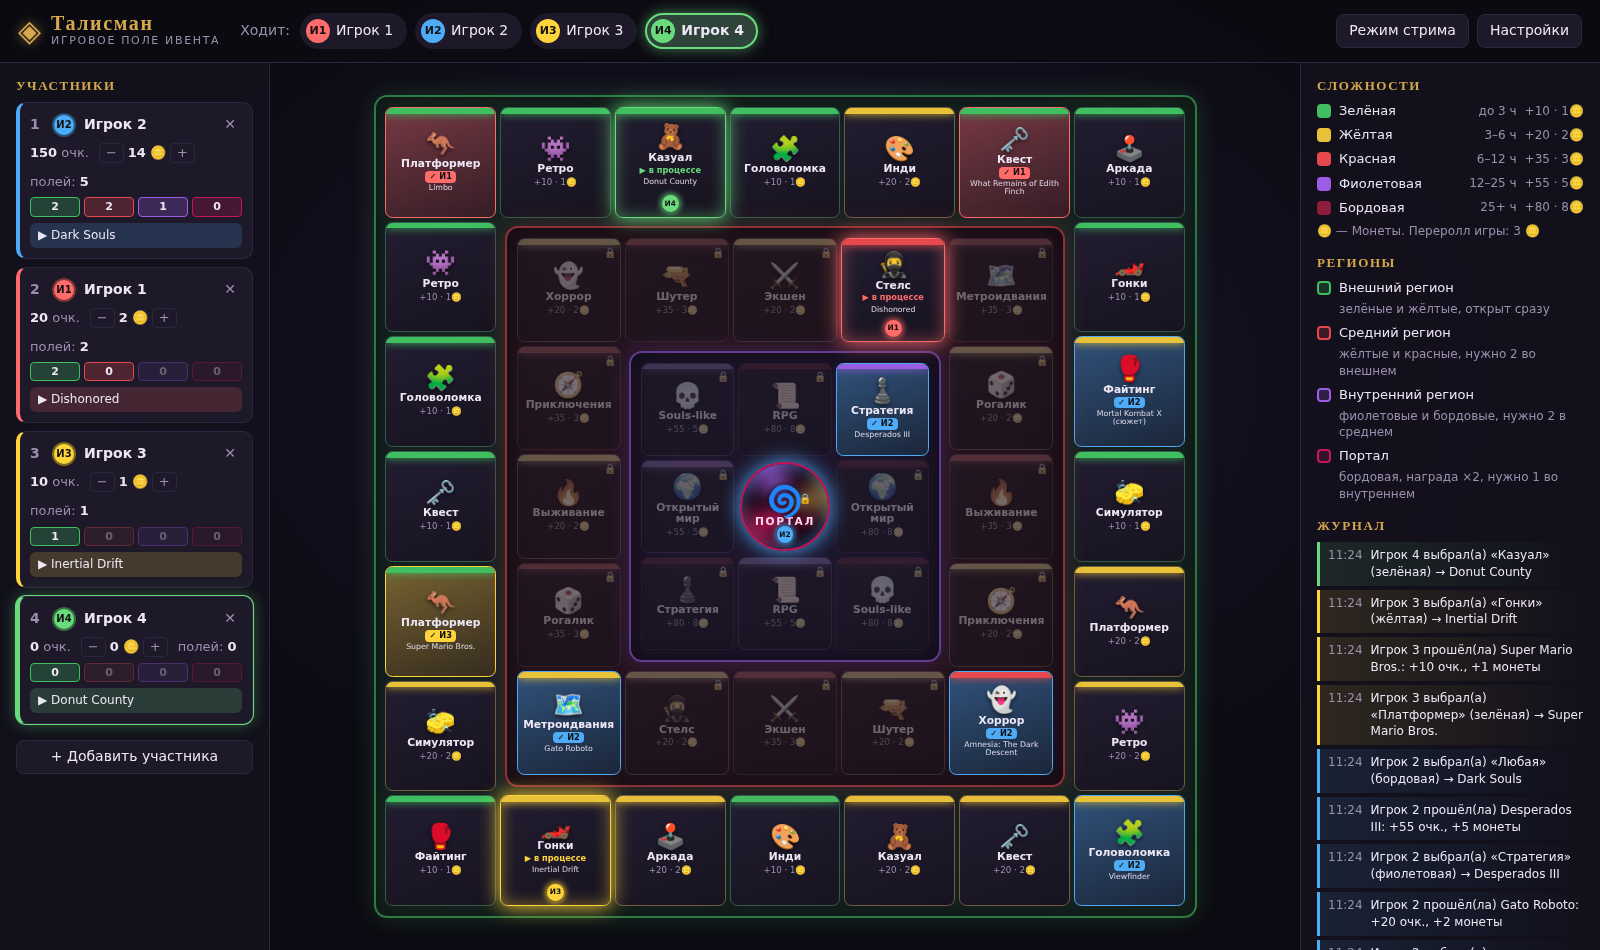 Талисман
ИГРОВОЕ ПОЛЕ ИВЕНТА
Ходит: И1 Игрок 1 И2 Игрок 2 И3 Игрок 3 И4 Игрок 4
Режим стрима Настройки
УЧАСТНИКИ
1 И2 Игрок 2 ✕
150 очк. − 14 +
полей: 5
2 2 1 0
▶ Dark Souls
2 И1 Игрок 1 ✕
20 очк. − 2 +
полей: 2
2 0 0 0
▶ Dishonored
3 И3 Игрок 3 ✕
10 очк. − 1 +
полей: 1
1 0 0 0
▶ Inertial Drift
4 И4 Игрок 4 ✕
0 очк. − 0 + полей: 0
0 0 0 0
▶ Donut County
+ Добавить участника
Платформер
✓ И1
Limbo
Ретро
+10 · 1
Казуал
▶ в процессе
Donut County
И4
Головоломка
+10 · 1
Инди
+20 · 2
Квест
✓ И1
What Remains of Edith
Finch
Аркада
+10 · 1
Ретро
+10 · 1
Хоррор
+20 · 2
Шутер
+35 · 3
Экшен
+20 · 2
Стелс
▶ в процессе
Dishonored
И1
Метроидвания
+35 · 3
Гонки
+10 · 1
Головоломка
+10 · 1
Приключения
+35 · 3
Souls-like
+55 · 5
RPG
+80 · 8
Стратегия
✓ И2
Desperados III
Рогалик
+20 · 2
Файтинг
✓ И2
Mortal Kombat X
(сюжет)
Квест
+10 · 1
Выживание
+20 · 2
Открытый
мир
+55 · 5
ПОРТАЛ
И2
Открытый
мир
+80 · 8
Выживание
+35 · 3
Симулятор
+10 · 1
Платформер
✓ И3
Super Mario Bros.
Рогалик
+35 · 3
Стратегия
+80 · 8
RPG
+55 · 5
Souls-like
+80 · 8
Приключения
+20 · 2
Платформер
+20 · 2
Симулятор
+20 · 2
Метроидвания
✓ И2
Gato Roboto
Стелс
+20 · 2
Экшен
+35 · 3
Шутер
+20 · 2
Хоррор
✓ И2
Amnesia: The Dark
Descent
Ретро
+20 · 2
Файтинг
+10 · 1
Гонки
▶ в процессе
Inertial Drift
И3
Аркада
+20 · 2
Инди
+10 · 1
Казуал
+20 · 2
Квест
+20 · 2
Головоломка
✓ И2
Viewfinder
СЛОЖНОСТИ
Зелёная до 3 ч +10 · 1
Жёлтая 3–6 ч +20 · 2
Красная 6–12 ч +35 · 3
Фиолетовая 12–25 ч +55 · 5
Бордовая 25+ ч +80 · 8
— Монеты. Реролл игры: 3
РЕГИОНЫ
Внешний регион
зелёные и жёлтые, открыт сразу
Средний регион
жёлтые и красные, нужно 2 во
внешнем
Внутренний регион
фиолетовые и бордовые, нужно 2 в
среднем
Портал
бордовая, награда ×2, нужно 1 во
внутреннем
ЖУРНАЛ
11:24 Игрок 4 выбрал(а) «Казуал»
(зелёная) → Donut County
11:24 Игрок 3 выбрал(а) «Гонки»
(жёлтая) → Inertial Drift
11:24 Игрок 3 прошёл(ла) Super Mario
Bros.: +10 очк., +1 монеты
11:24 Игрок 3 выбрал(а)
«Платформер» (зелёная) → Super
Mario Bros.
11:24 Игрок 2 выбрал(а) «Любая»
(бордовая) → Dark Souls
11:24 Игрок 2 прошёл(ла) Desperados
III: +55 очк., +5 монеты
11:24 Игрок 2 выбрал(а) «Стратегия»
(фиолетовая) → Desperados III
11:24 Игрок 2 прошёл(ла) Gato Roboto:
+20 очк., +2 монеты